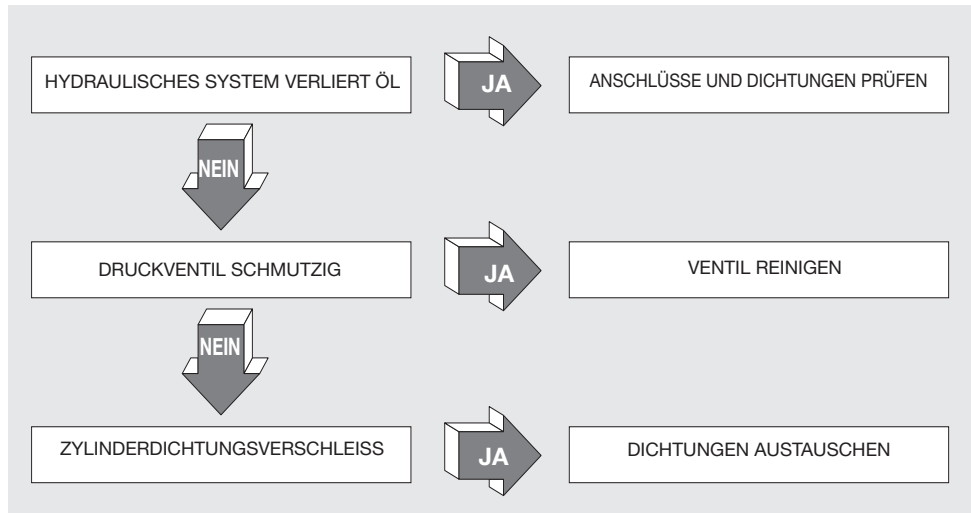 HYDRAULISCHES SYSTEM VERLIERT ÖL
JA
ANSCHLÜSSE UND DICHTUNGEN PRÜFEN
NEIN
DRUCKVENTIL SCHMUTZIG
JA
VENTIL REINIGEN
NEIN
ZYLINDERDICHTUNGSVERSCHLEISS
JA
DICHTUNGEN AUSTAUSCHEN